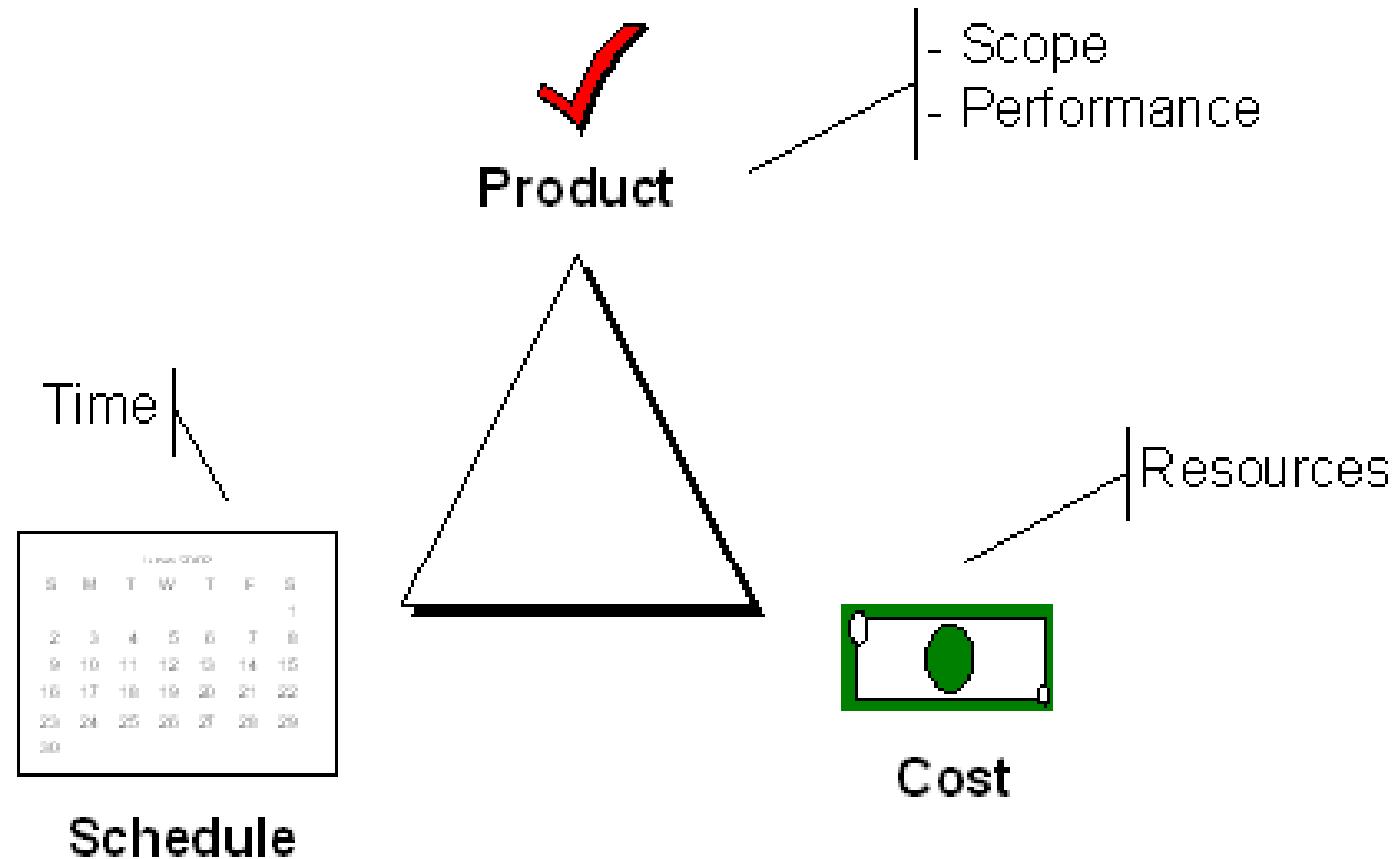 - Scope
- Performance
Product
Time
Resources
S M T W T F S
1
2 3 4 5 6 7 8
9 10 11 12 13 14 15
16 17 18 19 20 21 22
23 24 25 26 27 28 29
30
Cost
Schedule